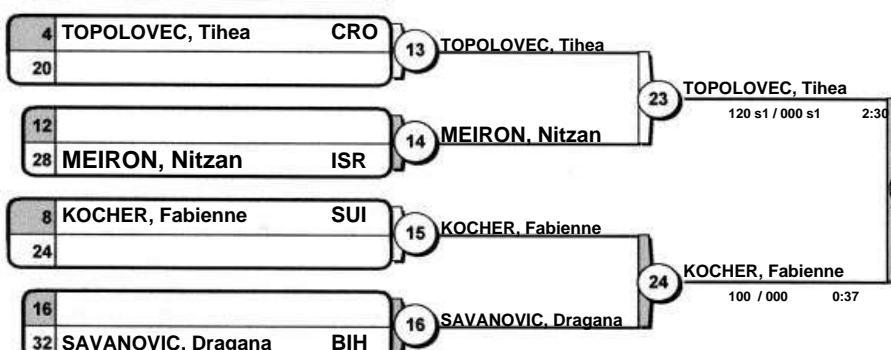 4 TOPOLOVEC, Tihea CRO
20
13 TOPOLOVEC, Tihea
23 TOPOLOVEC, Tihea
120 s1 / 000 s1 2:30
12
28 MEIRON, Nitzan ISR
14 MEIRON, Nitzan
8 KOCHER, Fabienne SUI
24
15 KOCHER, Fabienne
24 KOCHER, Fabienne
100 / 000 0:37
16
32 SAVANOVIC, Dragana BIH
16 SAVANOVIC, Dragana